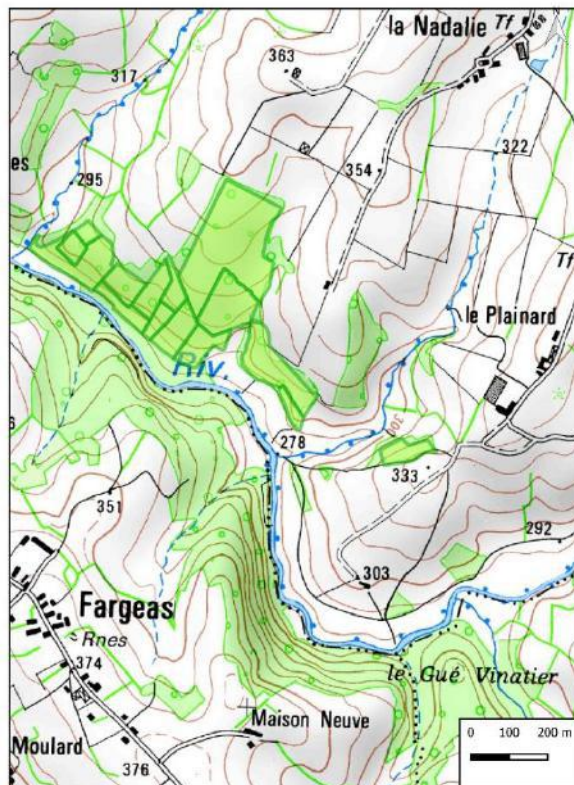 la Nadalie
Tf
88
363
317
322
es
295
354
Tf
le Plainard
Riv.
300
278
333
351
292
303
Fargeas
Rnes
374
le Gué Vinatier
Maison Neuve
Moulard
376
0 100 200 m